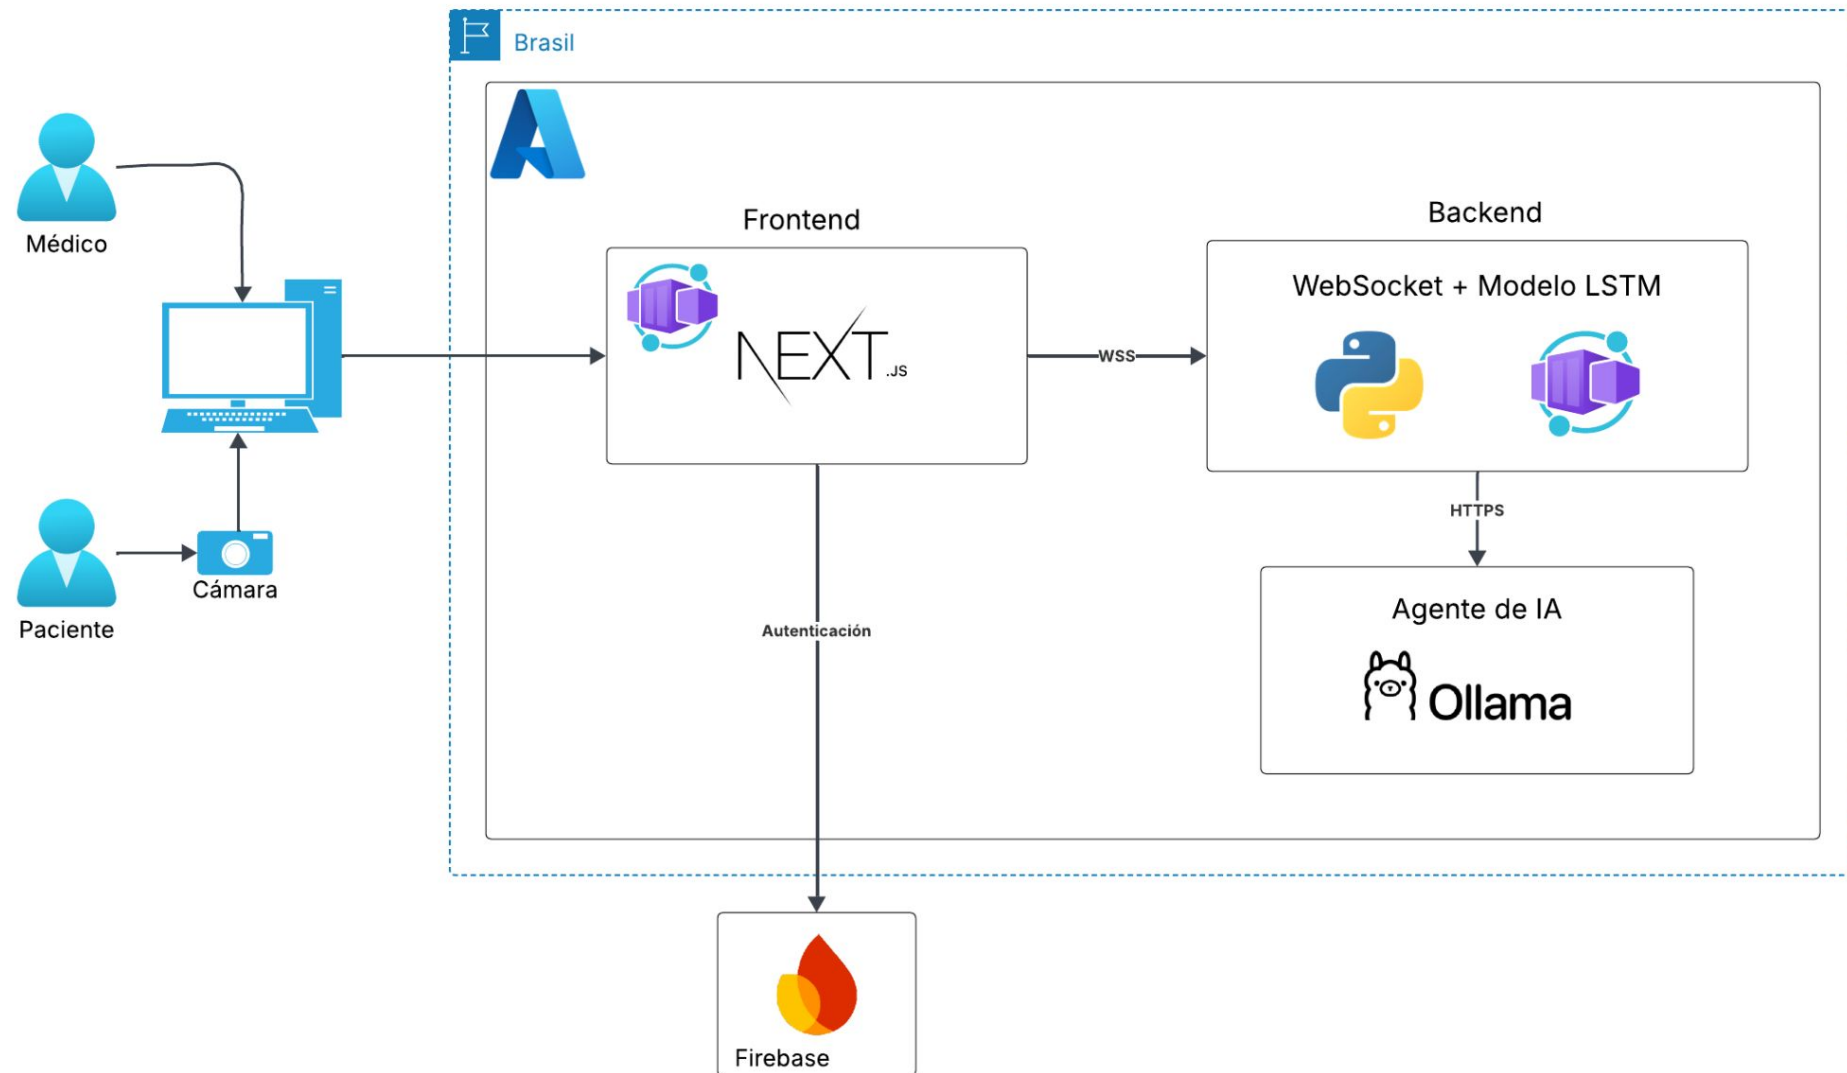 Brasil
Médico
Frontend
Backend
WebSocket + Modelo LSTM
NEXT.JS
WSS
HTTPS
Cámara
Paciente
Autenticación
Agente de IA
Ollama
Firebase